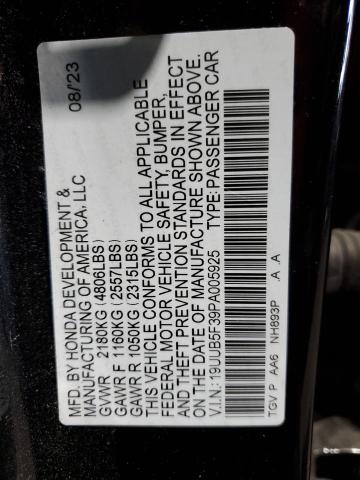 MFD. BY HONDA DEVELOPMENT & 08/23
MANUFACTURING OF AMERICA, LLC
GVWR 2180KG (4806LBS)
GAWR F 1160KG (2557LBS)
GAWR R 1050KG (2315LBS)
THIS VEHICLE CONFORMS TO ALL APPLICABLE
FEDERAL MOTOR VEHICLE SAFETY, BUMPER,
AND THEFT PREVENTION STANDARDS IN EFFECT
ON THE DATE OF MANUFACTURE SHOWN ABOVE.
V.I.N.: 19UUB5F39PA005925 TYPE: PASSENGER CAR
TGV P AA6 NH893P .A .A